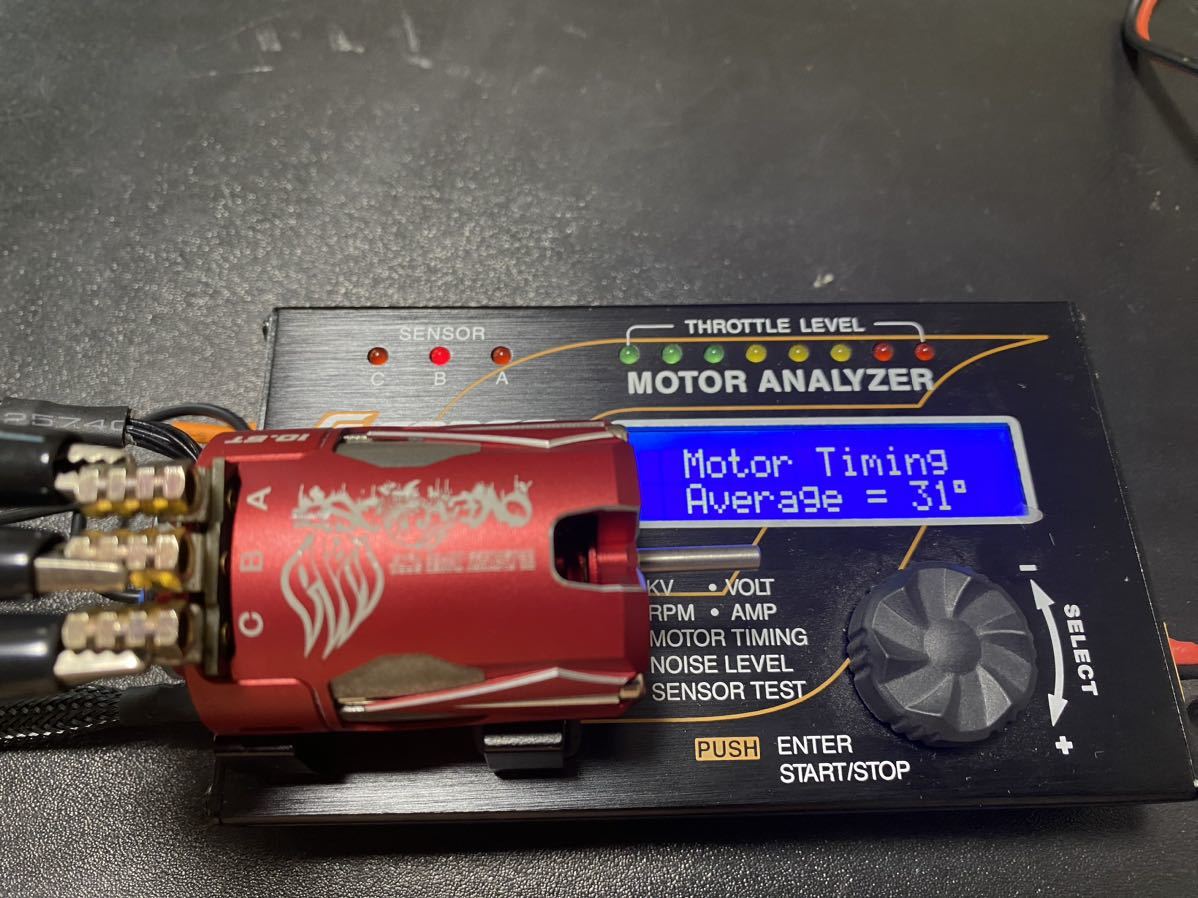 SENSOR
C B A
THROTTLE LEVEL
MOTOR ANALYZER
Motor Timing
Average = 31°
10.5T
A
B
C
KV • VOLT
RPM • AMP
MOTOR TIMING
NOISE LEVEL
SENSOR TEST
− SELECT +
PUSH ENTER
START/STOP